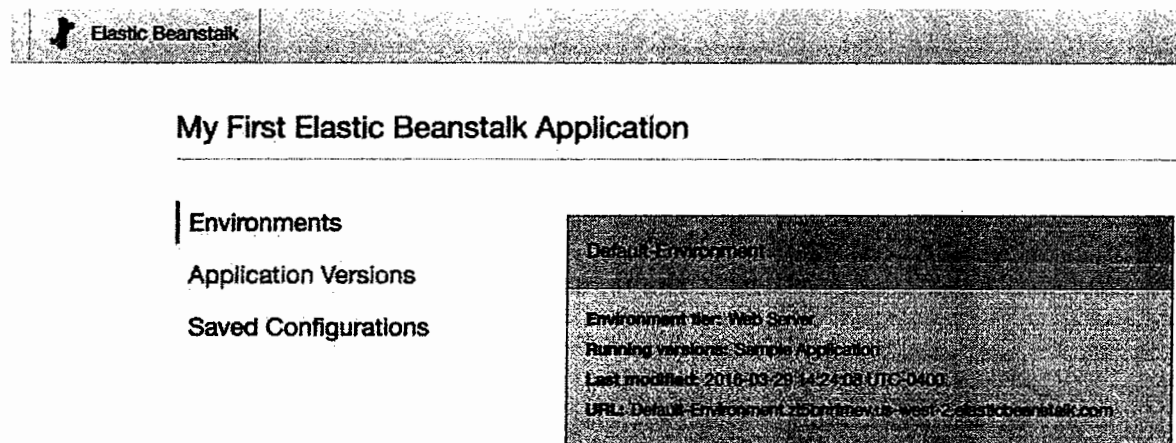 Elastic Beanstalk
My First Elastic Beanstalk Application
Environments
Application Versions
Saved Configurations
Default-Environment
Environment tier: Web Server
Running versions: Sample Application
Last modified: 2016-03-29 14:24:08 UTC-0400
URL: